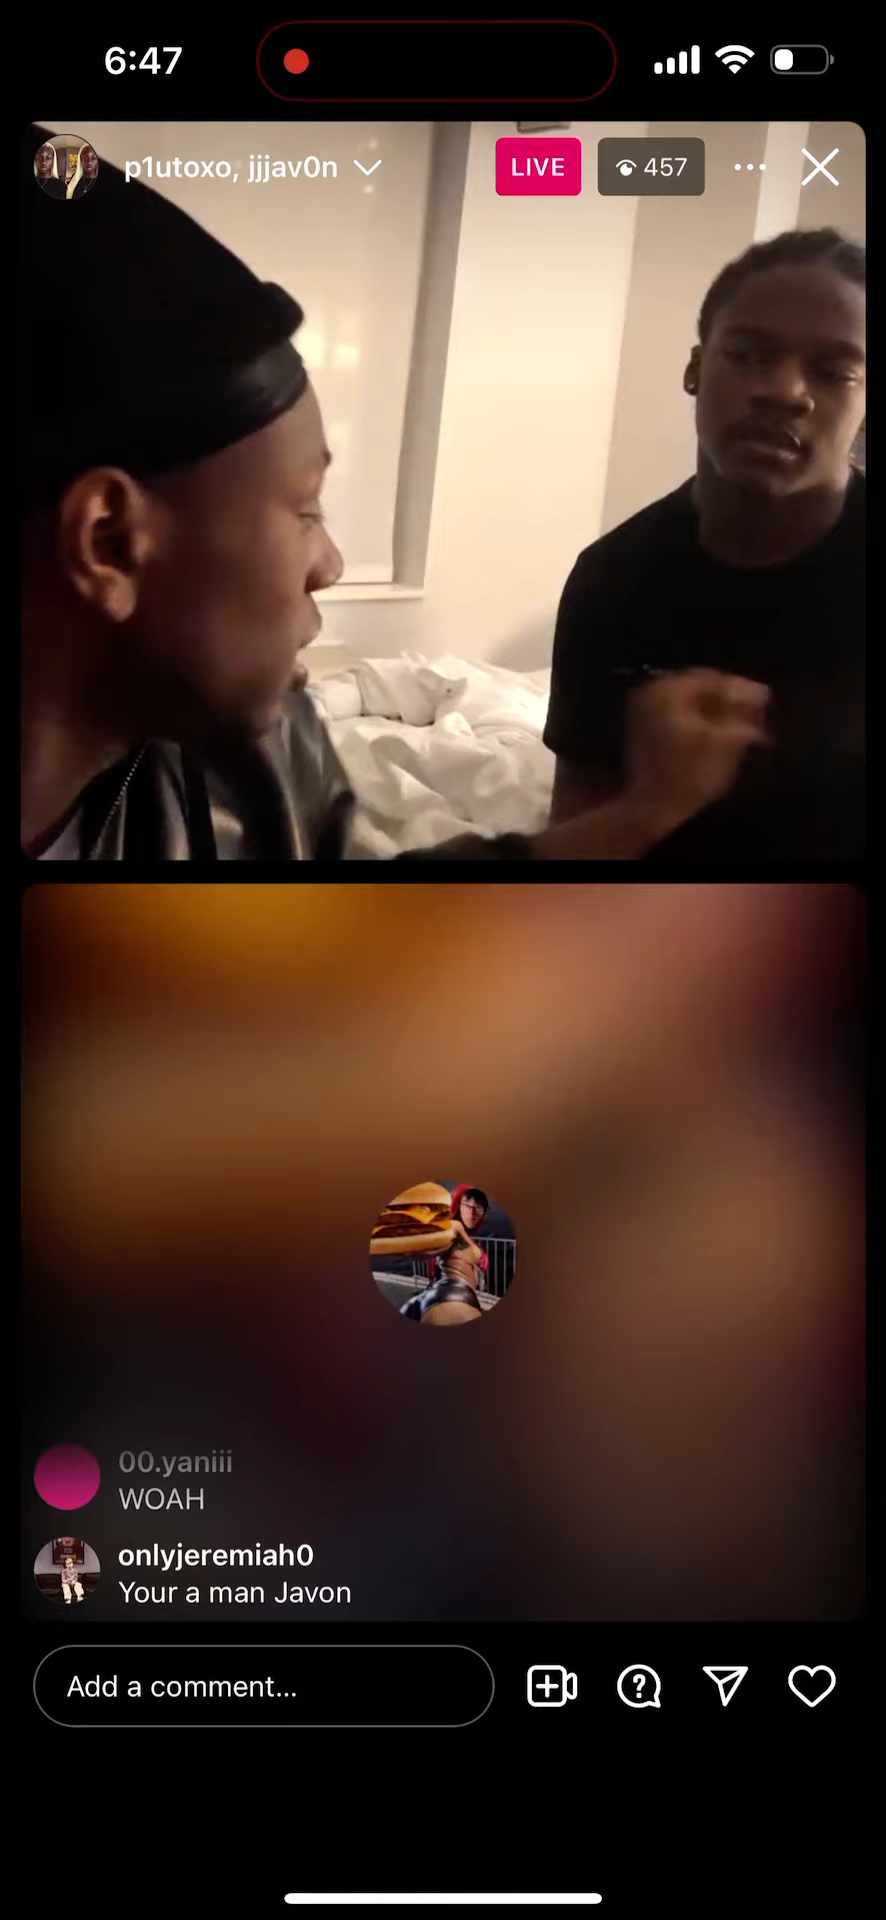 6:47
p1utoxo, jjjav0n
LIVE
457
00.yaniii
WOAH
onlyjeremiah0
Your a man Javon
Add a comment...